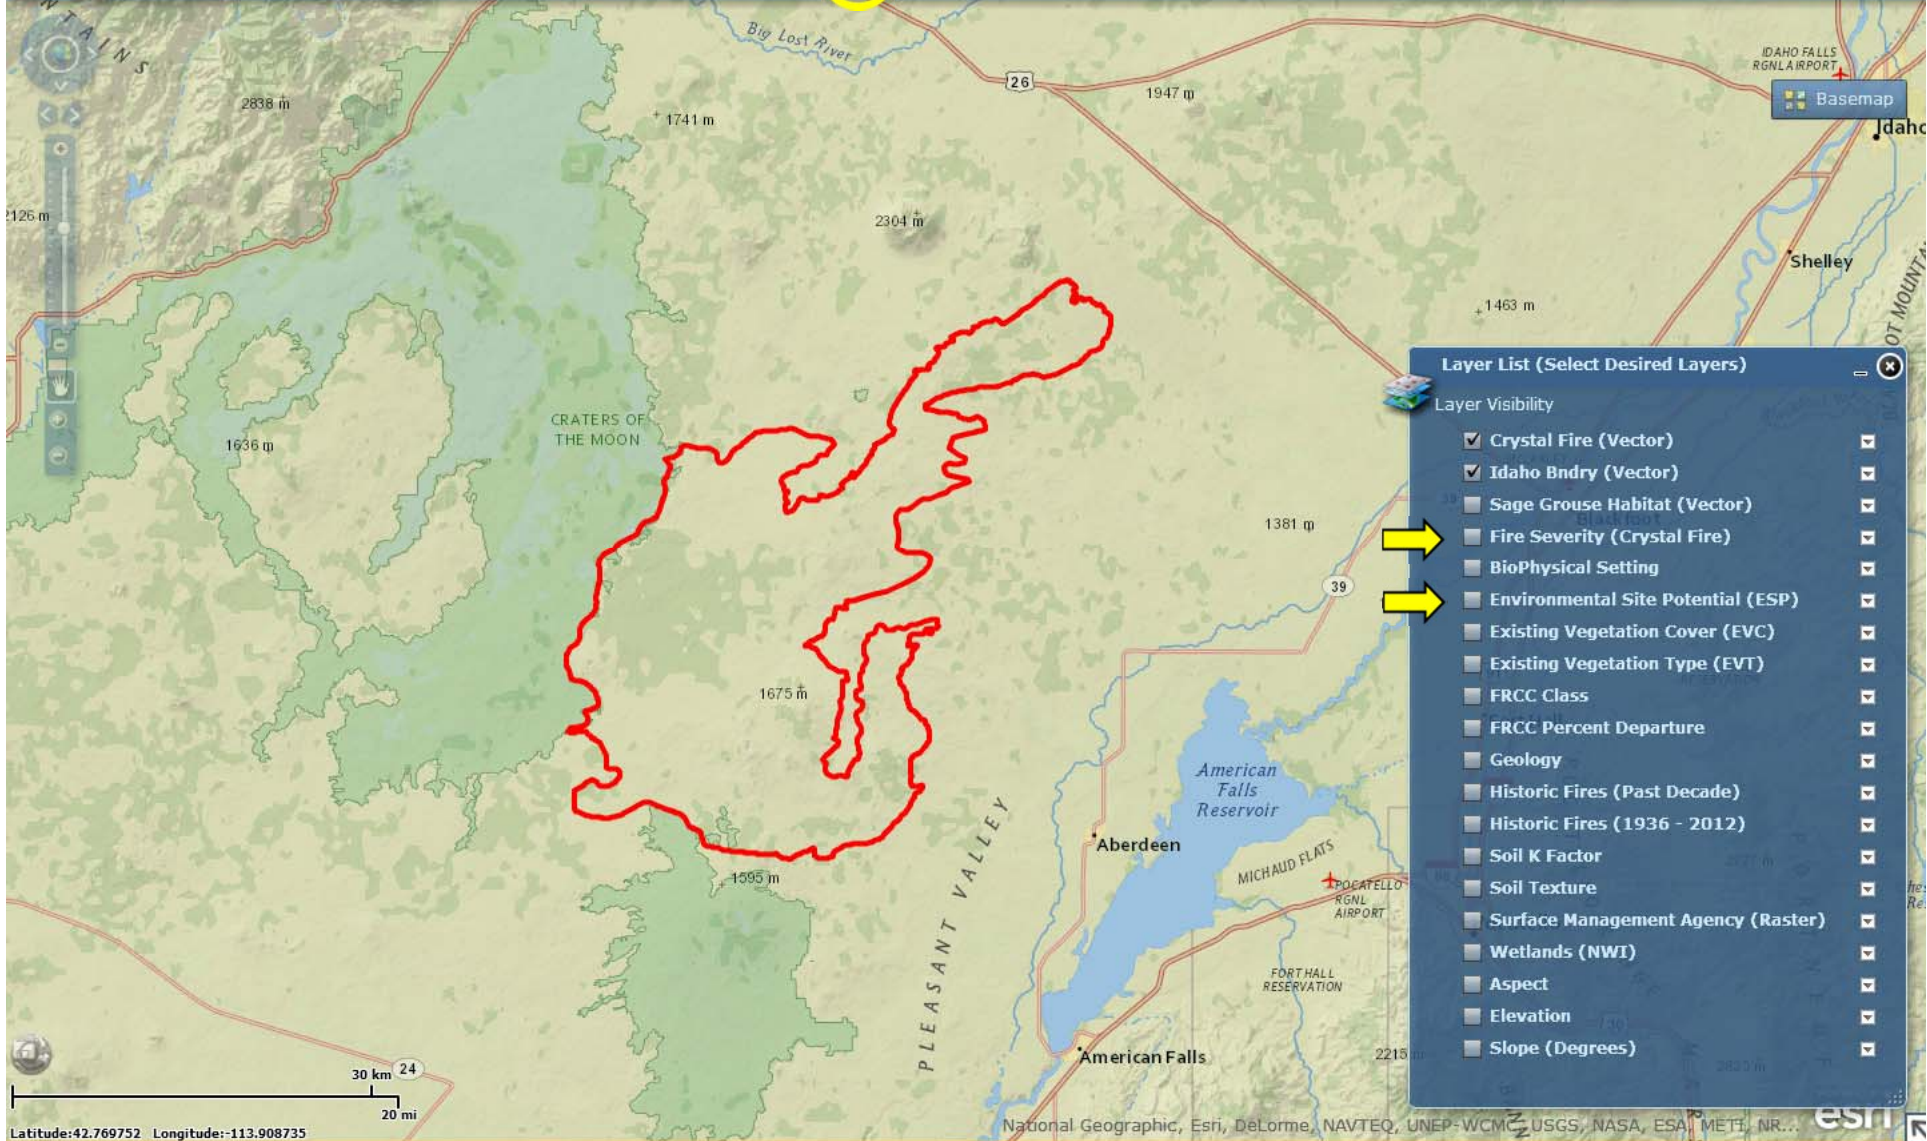 N T A I N S
Big Lost River
IDAHO FALLS
RGNL AIRPORT
26
2838 m
1947 m
Basemap
1741 m
Idaho
2126 m
2304 m
Shelley
1463 m
OT MOUNTA
Layer List (Select Desired Layers)
Layer Visibility
CRATERS OF
THE MOON
1636 m
Crystal Fire (Vector)
Idaho Bndry (Vector)
Sage Grouse Habitat (Vector)
Blackfoot
1381 m
Fire Severity (Crystal Fire)
BioPhysical Setting
39
Environmental Site Potential (ESP)
Existing Vegetation Cover (EVC)
Existing Vegetation Type (EVT)
1675 m
FRCC Class
FRCC Percent Departure
Geology
American
Falls
Reservoir
Historic Fires (Past Decade)
Historic Fires (1936 - 2012)
Aberdeen
MICHAUD FLATS
Soil K Factor
1595 m
POCATELLO
RGNL
AIRPORT
Soil Texture
PLEASANT VALLEY
Surface Management Agency (Raster)
Wetlands (NWI)
FORT HALL
RESERVATION
Aspect
Elevation
American Falls
2215
Slope (Degrees)
30 km
24
20 mi
National Geographic, Esri, DeLorme, NAVTEQ, UNEP-WCMC, USGS, NASA, ESA, METI, NR...
esri
Latitude:42.769752 Longitude:-113.908735